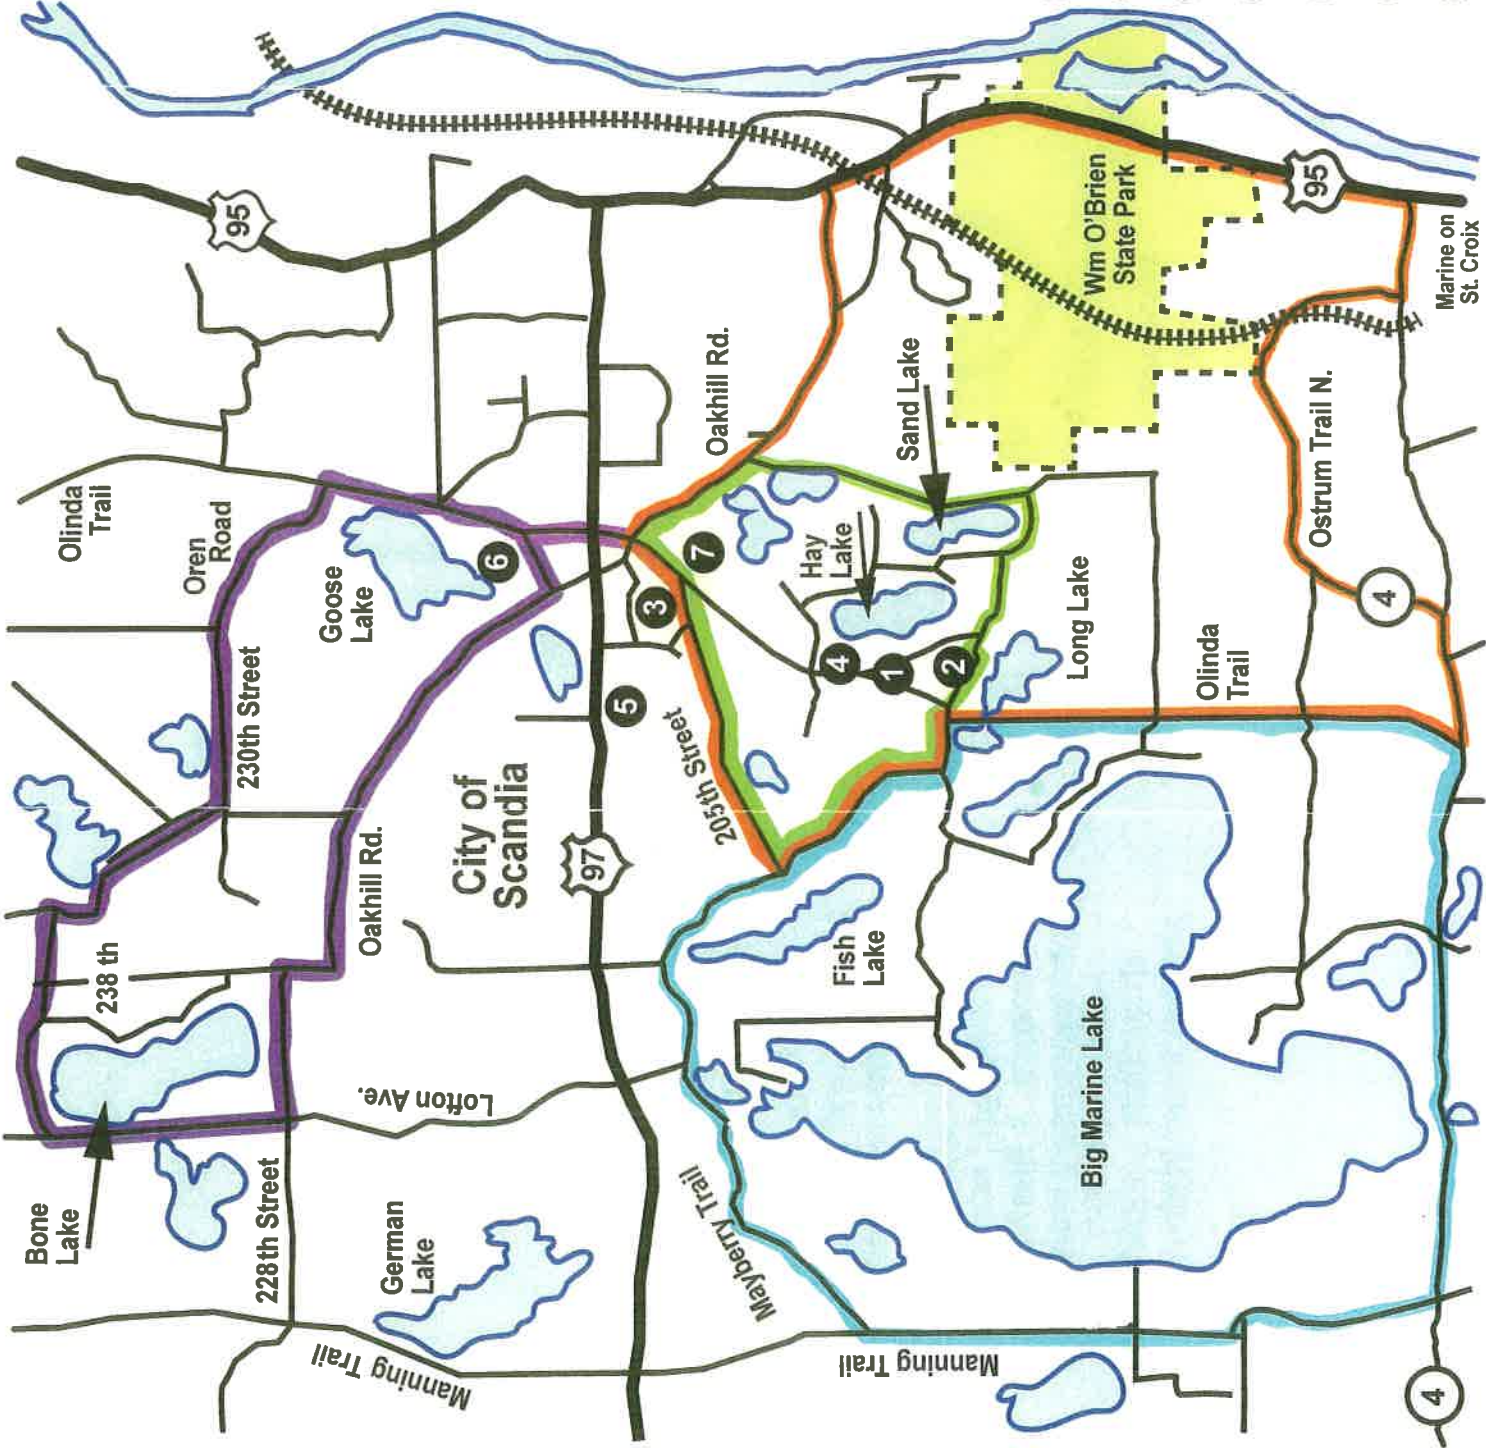 Bone
Lake
238 th
Olinda
Trail
Oren
Road
95
230th Street
228th Street
Goose
Lake
Manning Trail
Oakhill Rd.
Lofton Ave.
German
Lake
City of
Scandia
6
97
5
3
7
Mayberry Trail
205th Street
Oakhill Rd.
Fish
Lake
4
Hay
Lake
1
Sand Lake
2
Manning Trail
Big Marine Lake
Long Lake
Wm O'Brien
State Park
Olinda
Trail
Ostrum Trail N.
95
4
4
Marine on
St. Croix